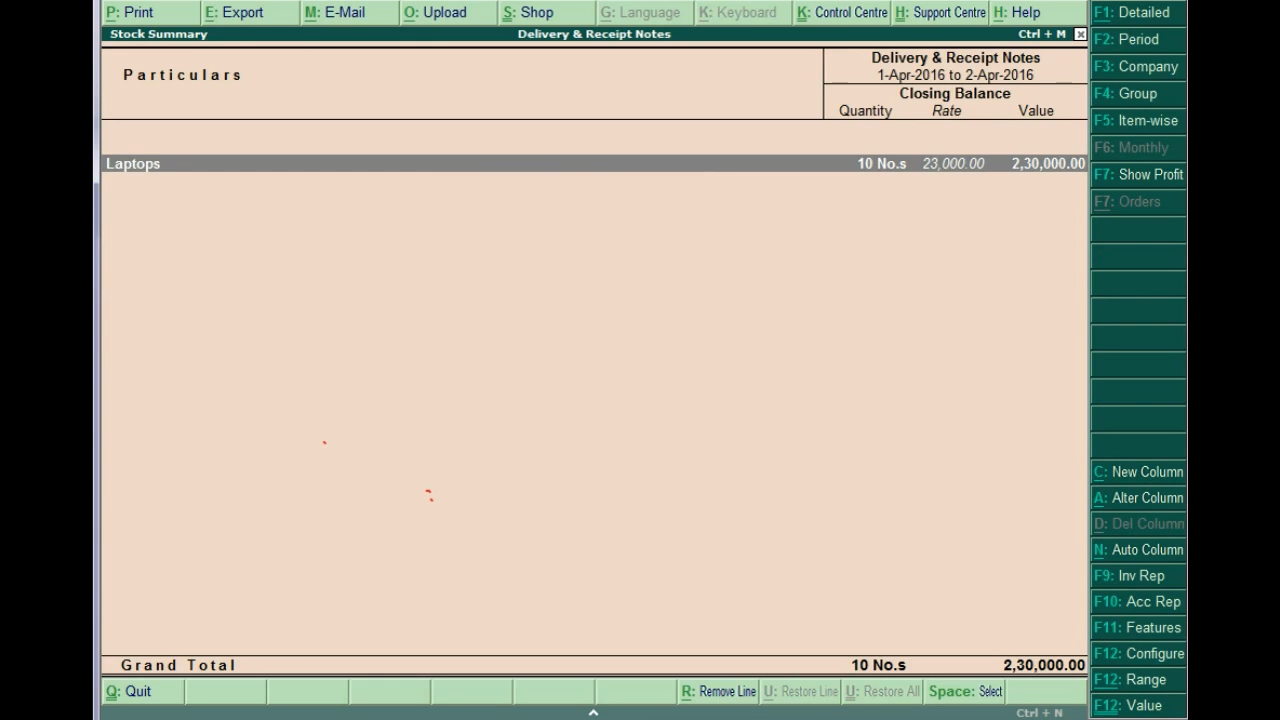 P: Print E: Export M: E-Mail O: Upload S: Shop G: Language K: Keyboard K: Control Centre H: Support Centre H: Help F1: Detailed
Stock Summary Delivery & Receipt Notes Ctrl + M x
F2: Period
Delivery & Receipt Notes
F3: Company
Particulars 1-Apr-2016 to 2-Apr-2016
Closing Balance
F4: Group
Quantity Rate Value
F5: Item-wise
F6: Monthly
Laptops 10 No.s 23,000.00 2,30,000.00
F7: Show Profit
F7: Orders
C: New Column
A: Alter Column
D: Del Column
N: Auto Column
F9: Inv Rep
F10: Acc Rep
F11: Features
F12: Configure
Grand Total 10 No.s 2,30,000.00
F12: Range
Q: Quit R: Remove Line U: Restore Line U: Restore All Space: Select
F12: Value
Ctrl + N